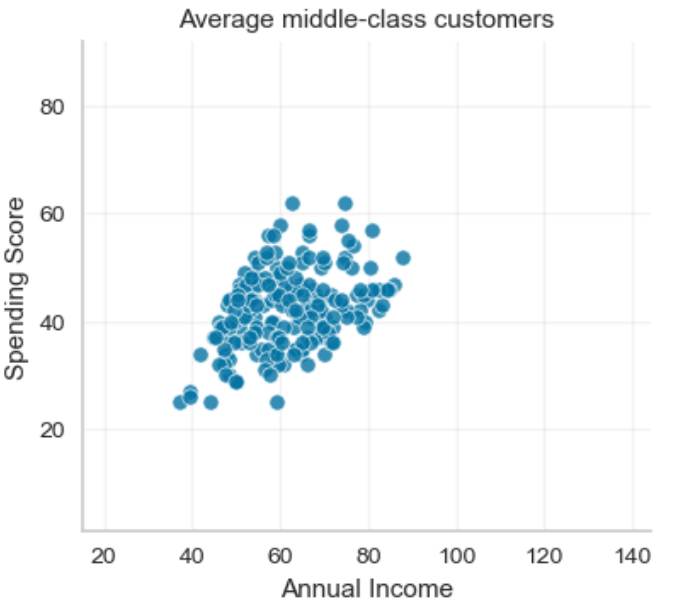 Average middle-class customers
80
60
40
20
Spending Score
20 40 60 80 100 120 140
Annual Income